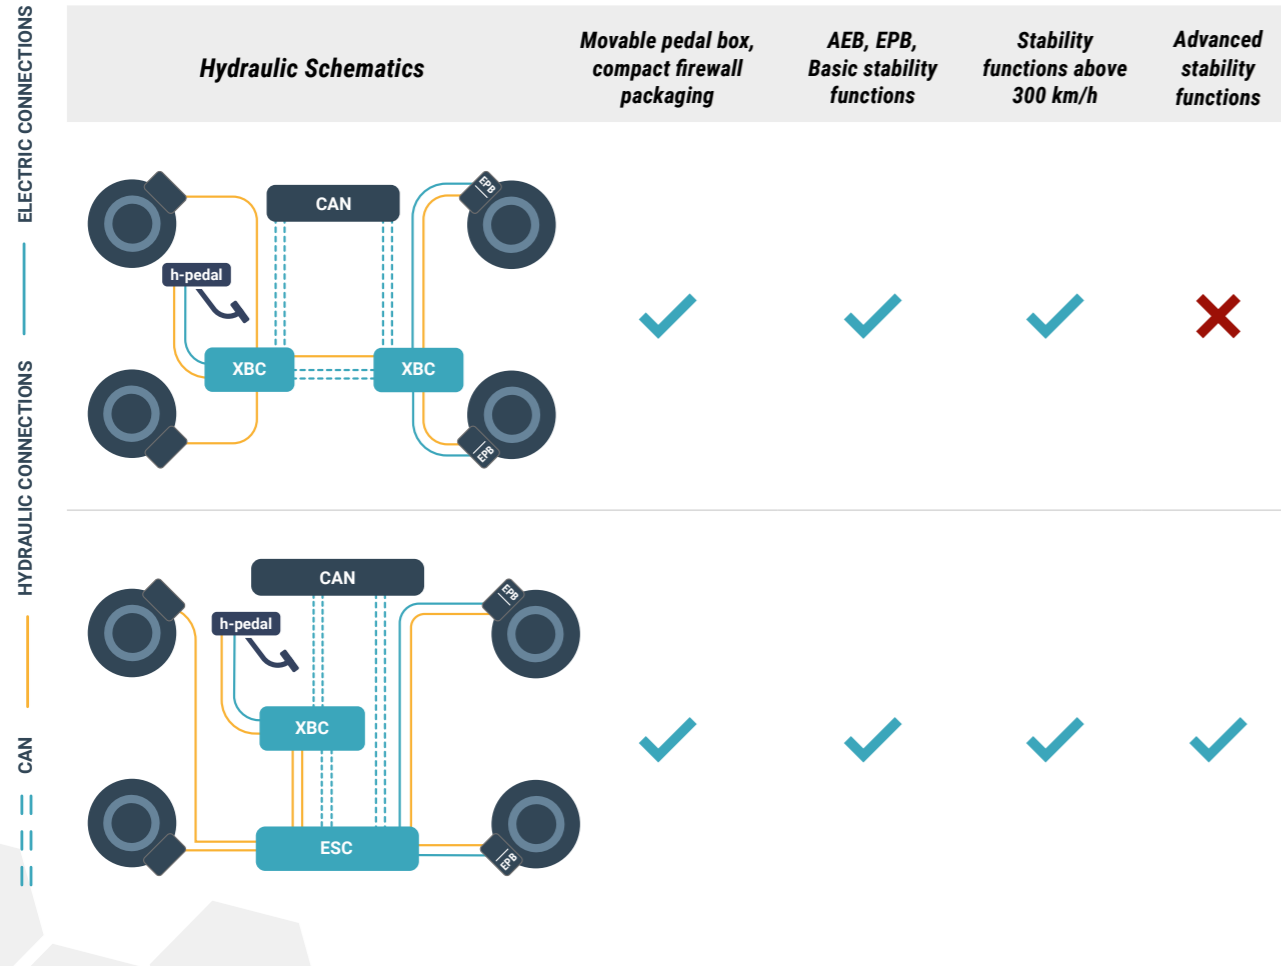 Hydraulic Schematics
Movable pedal box,
compact firewall
packaging
AEB, EPB,
Basic stability
functions
Stability
functions above
300 km/h
Advanced
stability
functions
ELECTRIC CONNECTIONS
HYDRAULIC CONNECTIONS
CAN
CAN
EPB
h-pedal
XBC
XBC
EPB
CAN
EPB
h-pedal
XBC
ESC
EPB